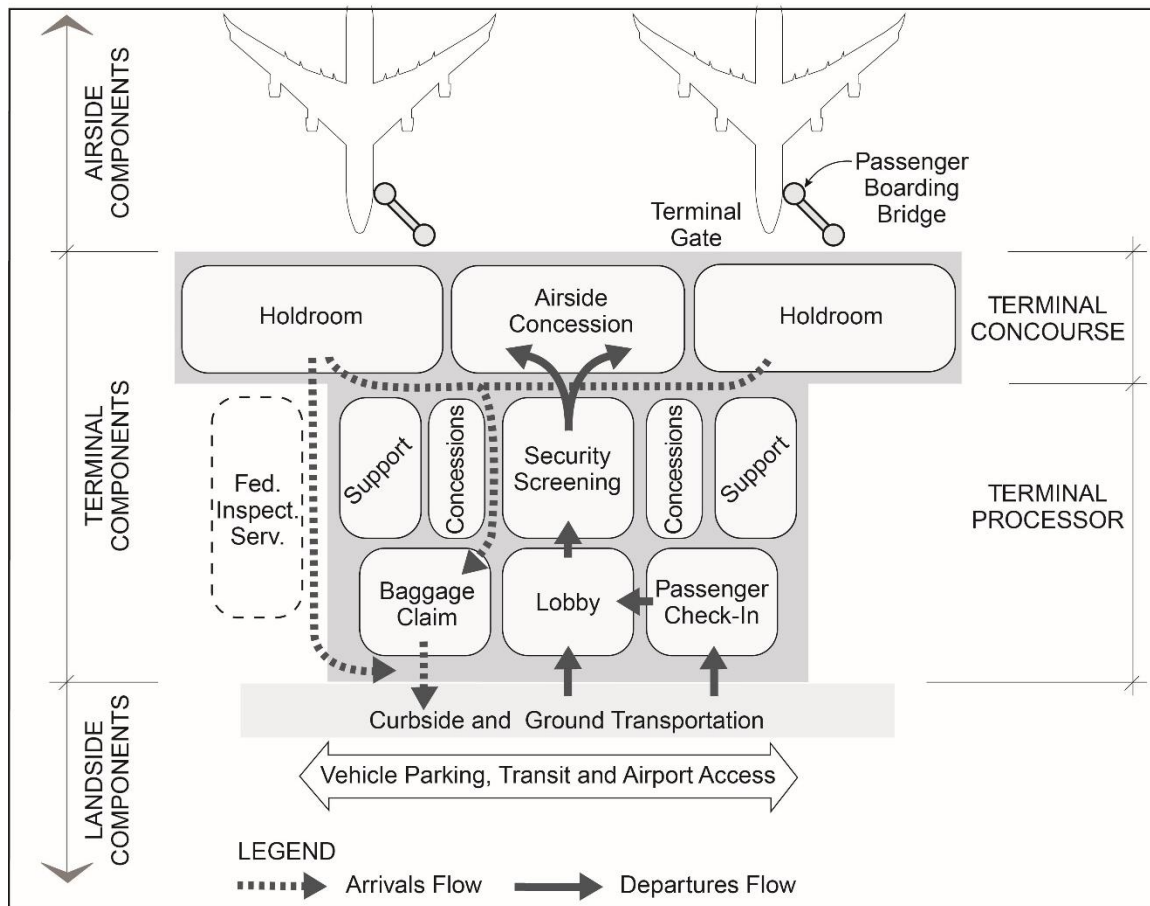 AIRSIDE
COMPONENTS
Passenger
Boarding
Bridge
Terminal
Gate
TERMINAL
COMPONENTS
Holdroom
Airside
Concession
Holdroom
TERMINAL
CONCOURSE
Fed.
Inspect.
Serv.
Support
Concessions
Security
Screening
Concessions
Support
TERMINAL
PROCESSOR
Baggage
Claim
Lobby
Passenger
Check-In
LANDSIDE
COMPONENTS
Curbside and Ground Transportation
Vehicle Parking, Transit and Airport Access
LEGEND
Arrivals Flow
Departures Flow